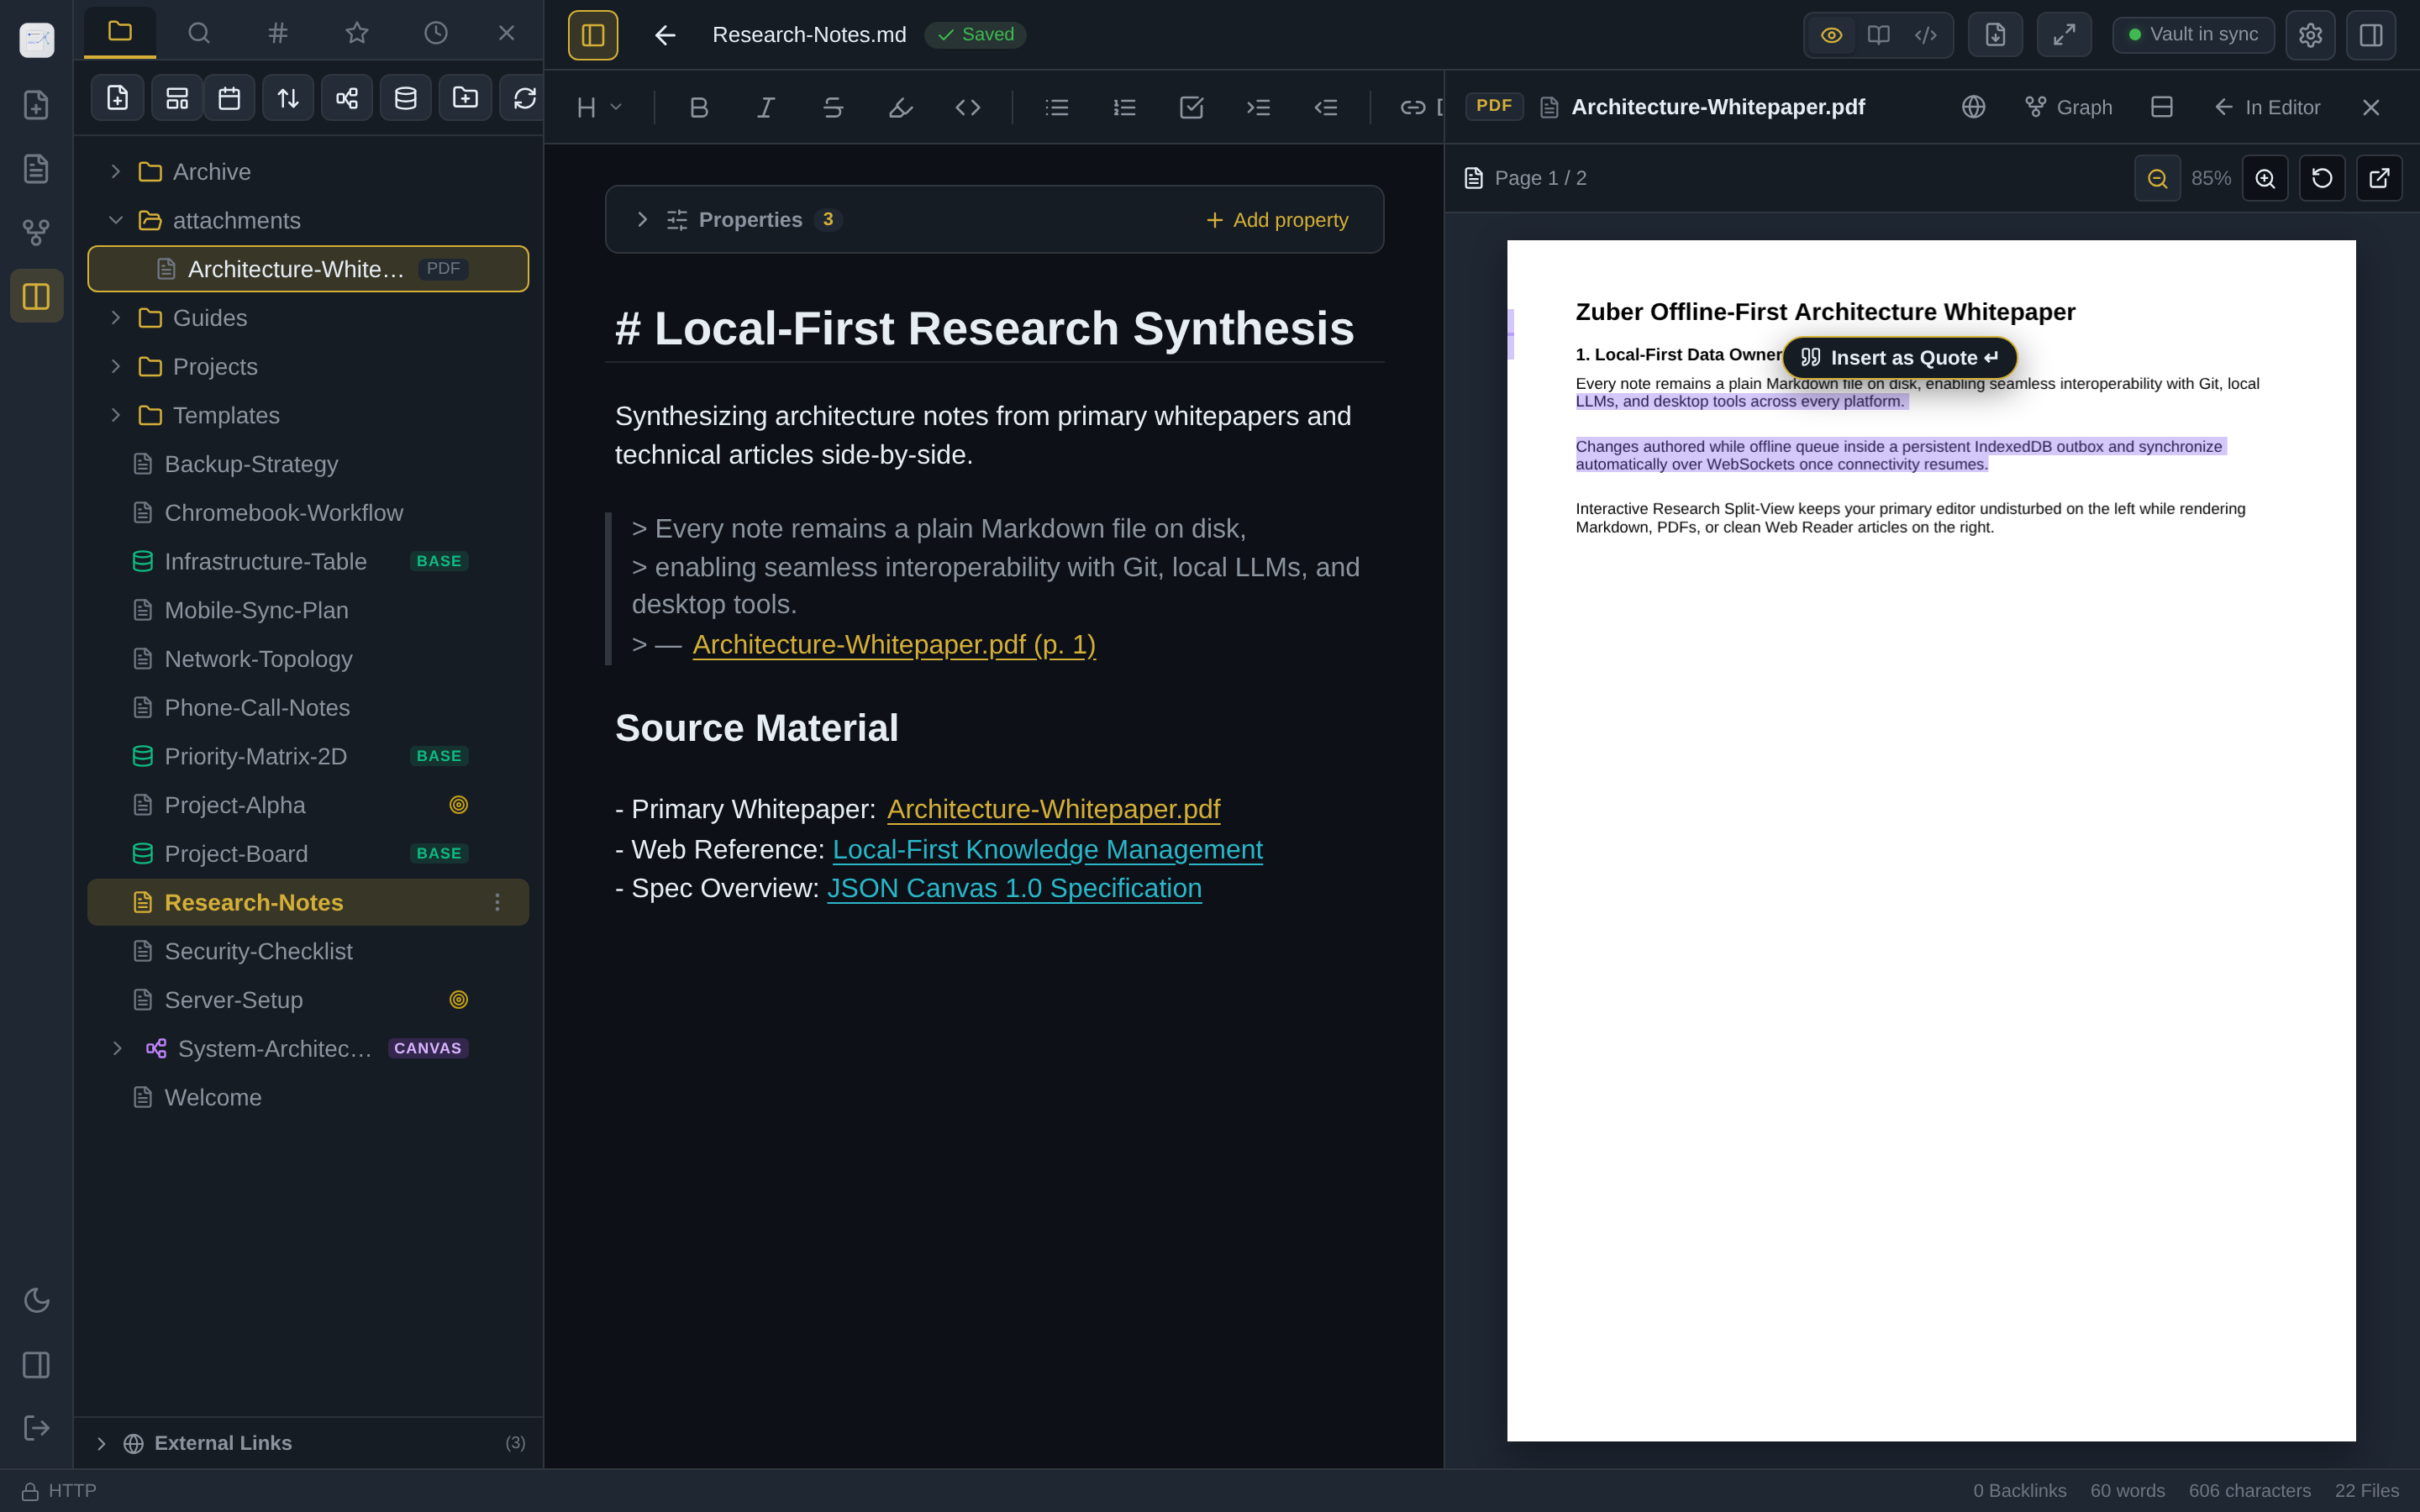 Research-Notes.md
Saved
Vault in sync
Archive
attachments
Architecture-White… PDF
Guides
Projects
Templates
Backup-Strategy
Chromebook-Workflow
Infrastructure-Table BASE
Mobile-Sync-Plan
Network-Topology
Phone-Call-Notes
Priority-Matrix-2D BASE
Project-Alpha
Project-Board BASE
Research-Notes
Security-Checklist
Server-Setup
System-Architec… CANVAS
Welcome
External Links (3)
H
Properties 3
Add property
# Local-First Research Synthesis
Synthesizing architecture notes from primary whitepapers and
technical articles side-by-side.
> Every note remains a plain Markdown file on disk,
> enabling seamless interoperability with Git, local LLMs, and
desktop tools.
> — Architecture-Whitepaper.pdf (p. 1)
Source Material
- Primary Whitepaper: Architecture-Whitepaper.pdf
- Web Reference: Local-First Knowledge Management
- Spec Overview: JSON Canvas 1.0 Specification
PDF Architecture-Whitepaper.pdf
Graph
In Editor
Page 1 / 2
85%
Zuber Offline-First Architecture Whitepaper
1. Local-First Data Owner
Insert as Quote ↵
Every note remains a plain Markdown file on disk, enabling seamless interoperability with Git, local
LLMs, and desktop tools across every platform.
Changes authored while offline queue inside a persistent IndexedDB outbox and synchronize
automatically over WebSockets once connectivity resumes.
Interactive Research Split-View keeps your primary editor undisturbed on the left while rendering
Markdown, PDFs, or clean Web Reader articles on the right.
HTTP
0 Backlinks 60 words 606 characters 22 Files